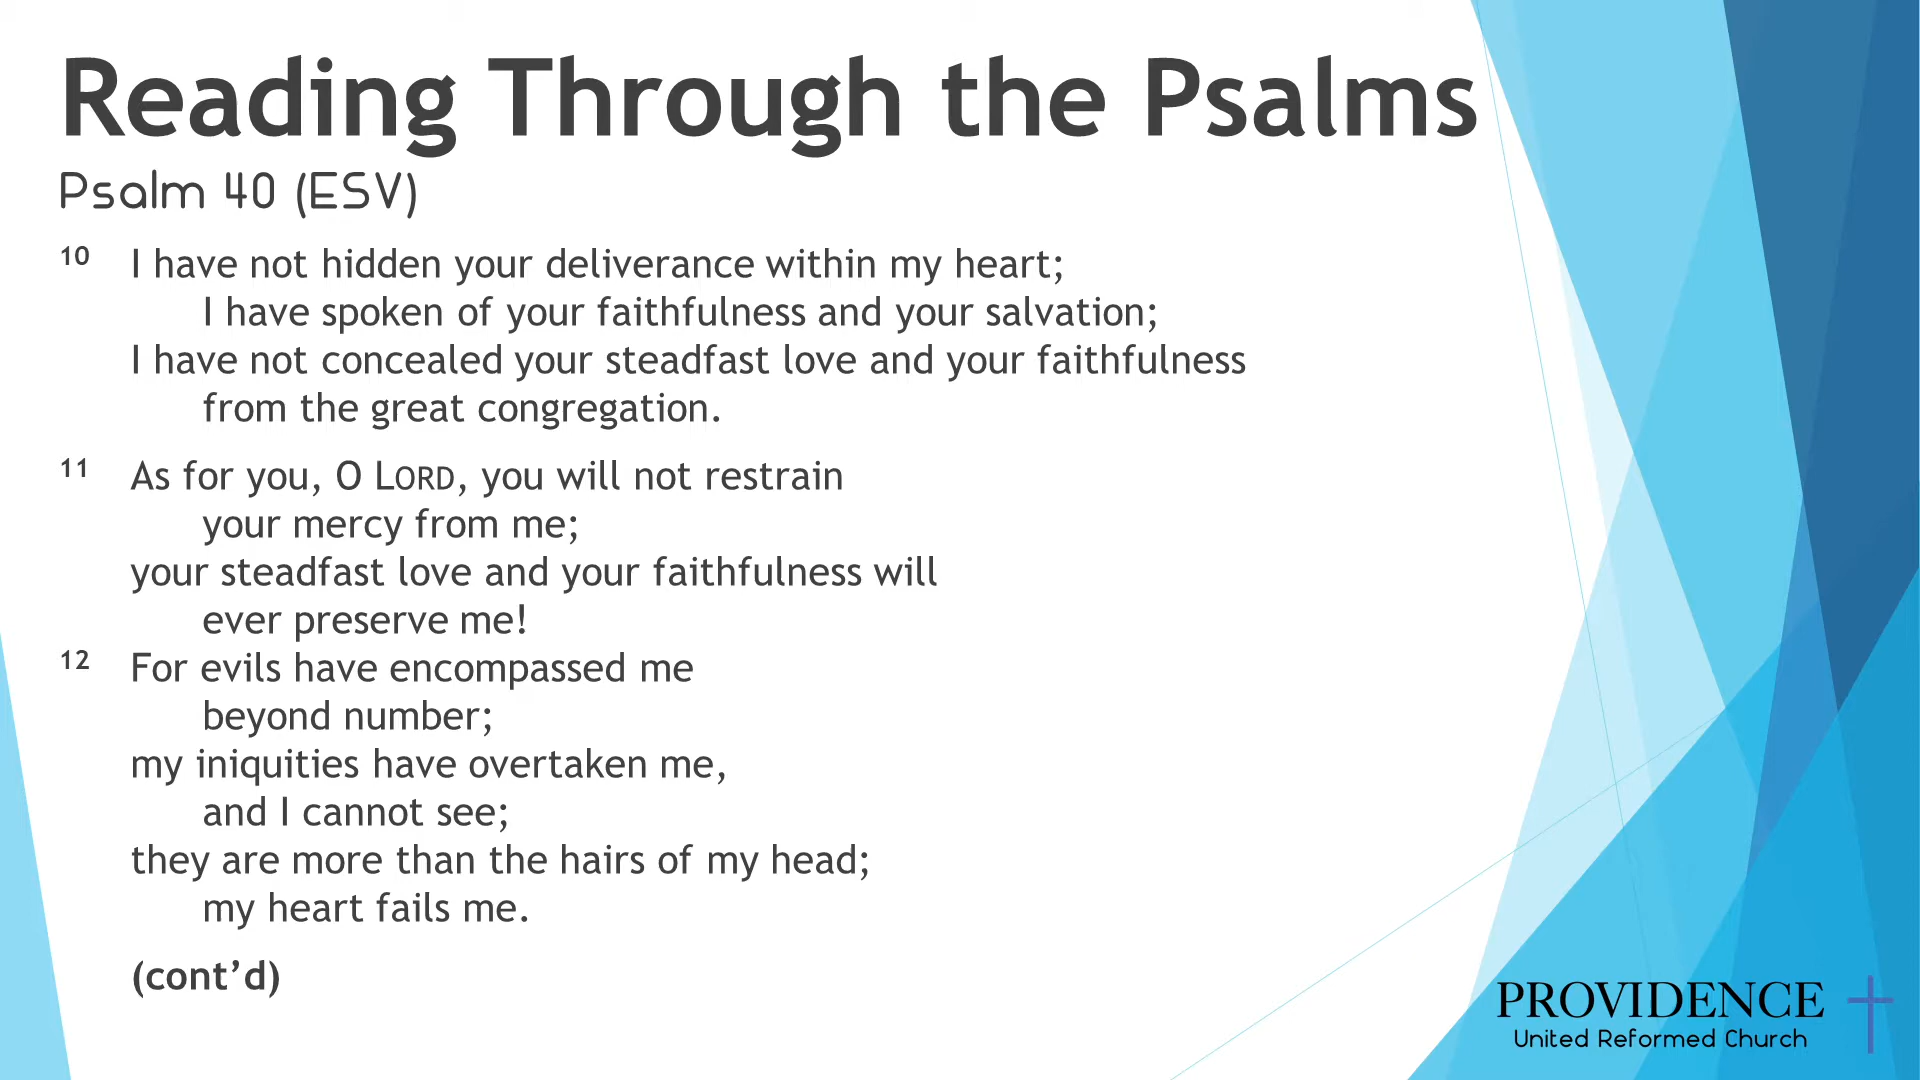 Reading Through the Psalms
Psalm 40 (ESV)
10 I have not hidden your deliverance within my heart;
I have spoken of your faithfulness and your salvation;
I have not concealed your steadfast love and your faithfulness
from the great congregation.
11 As for you, O LORD, you will not restrain
your mercy from me;
your steadfast love and your faithfulness will
ever preserve me!
12 For evils have encompassed me
beyond number;
my iniquities have overtaken me,
and I cannot see;
they are more than the hairs of my head;
my heart fails me.
(cont’d)
PROVIDENCE
United Reformed Church